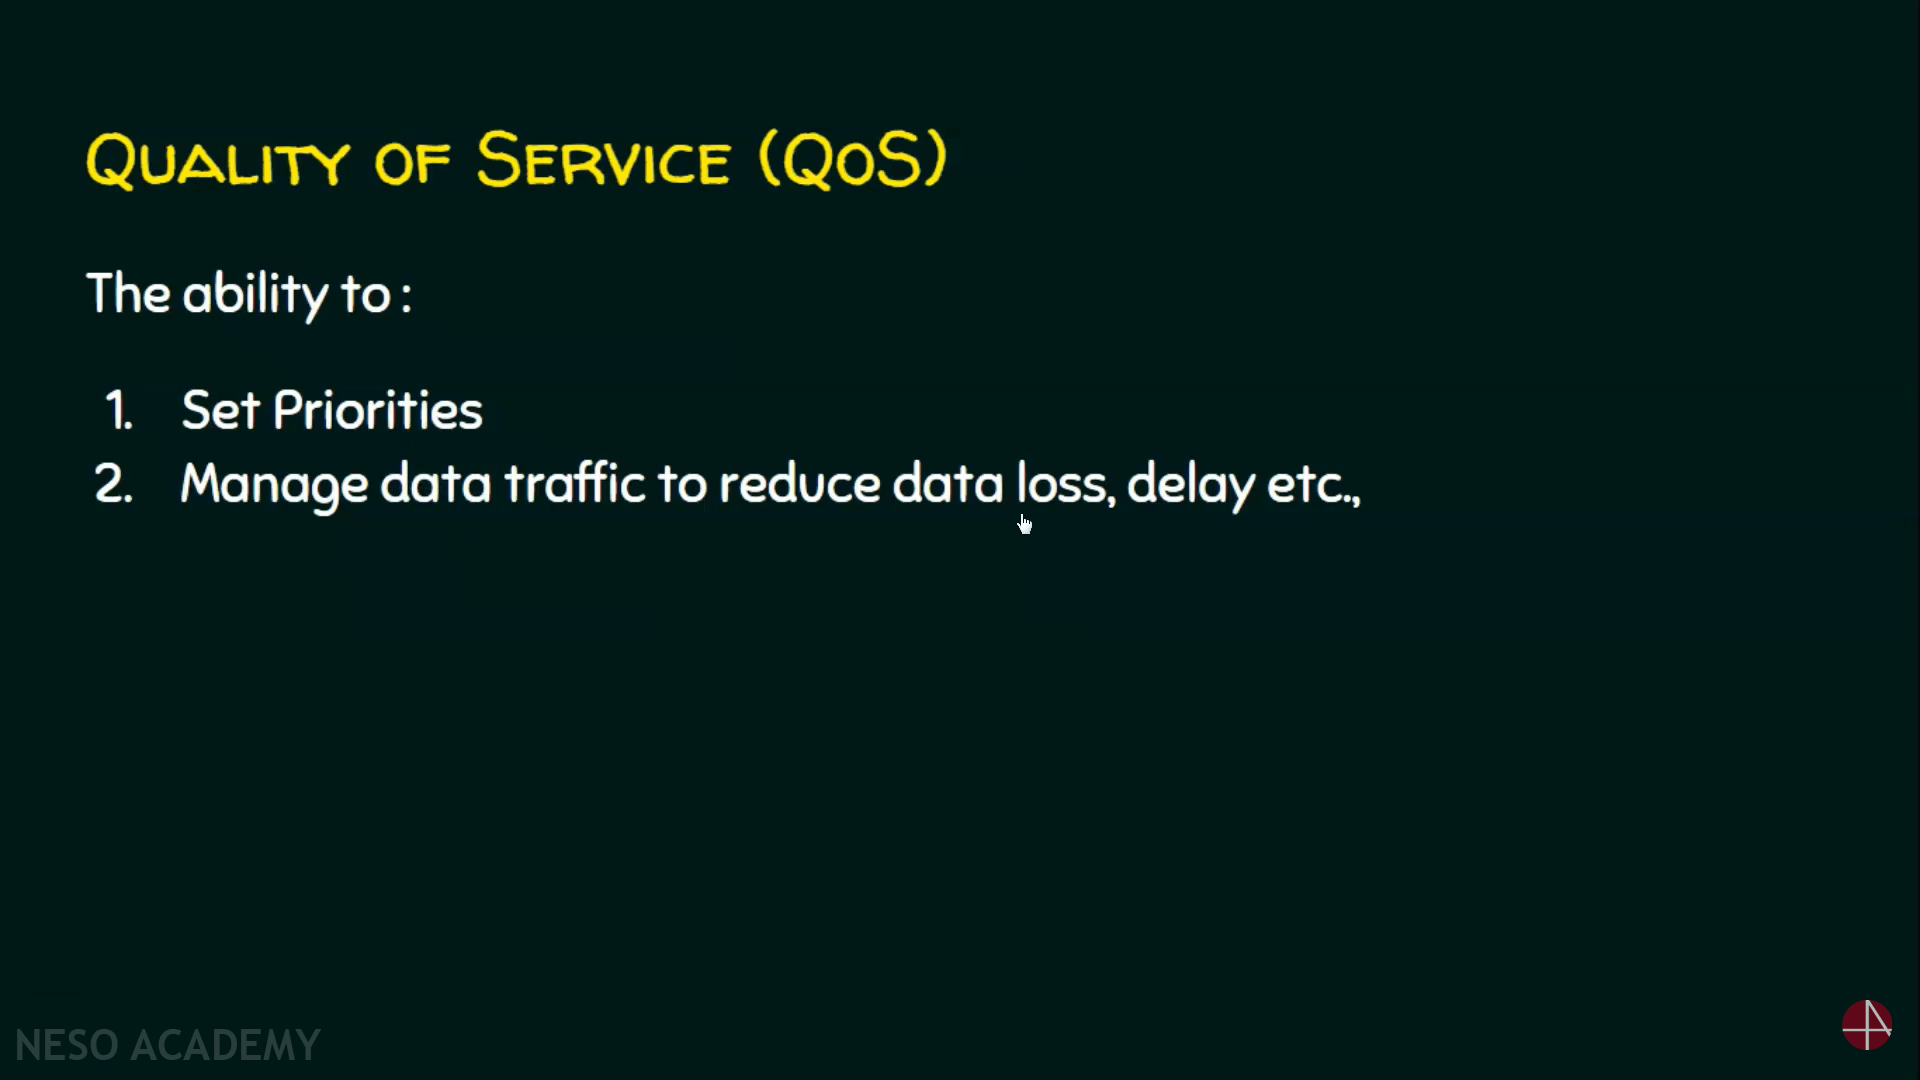 Quality of Service (QoS)
The ability to :
1. Set Priorities
2. Manage data traffic to reduce data loss, delay etc.,
NESO ACADEMY